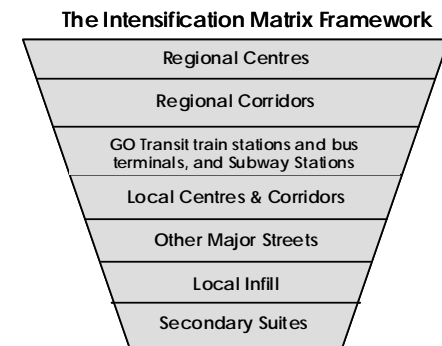 The Intensification Matrix Framework
Regional Centres
Regional Corridors
GO Transit train stations and bus
terminals, and Subway Stations
Local Centres & Corridors
Other Major Streets
Local Infill
Secondary Suites